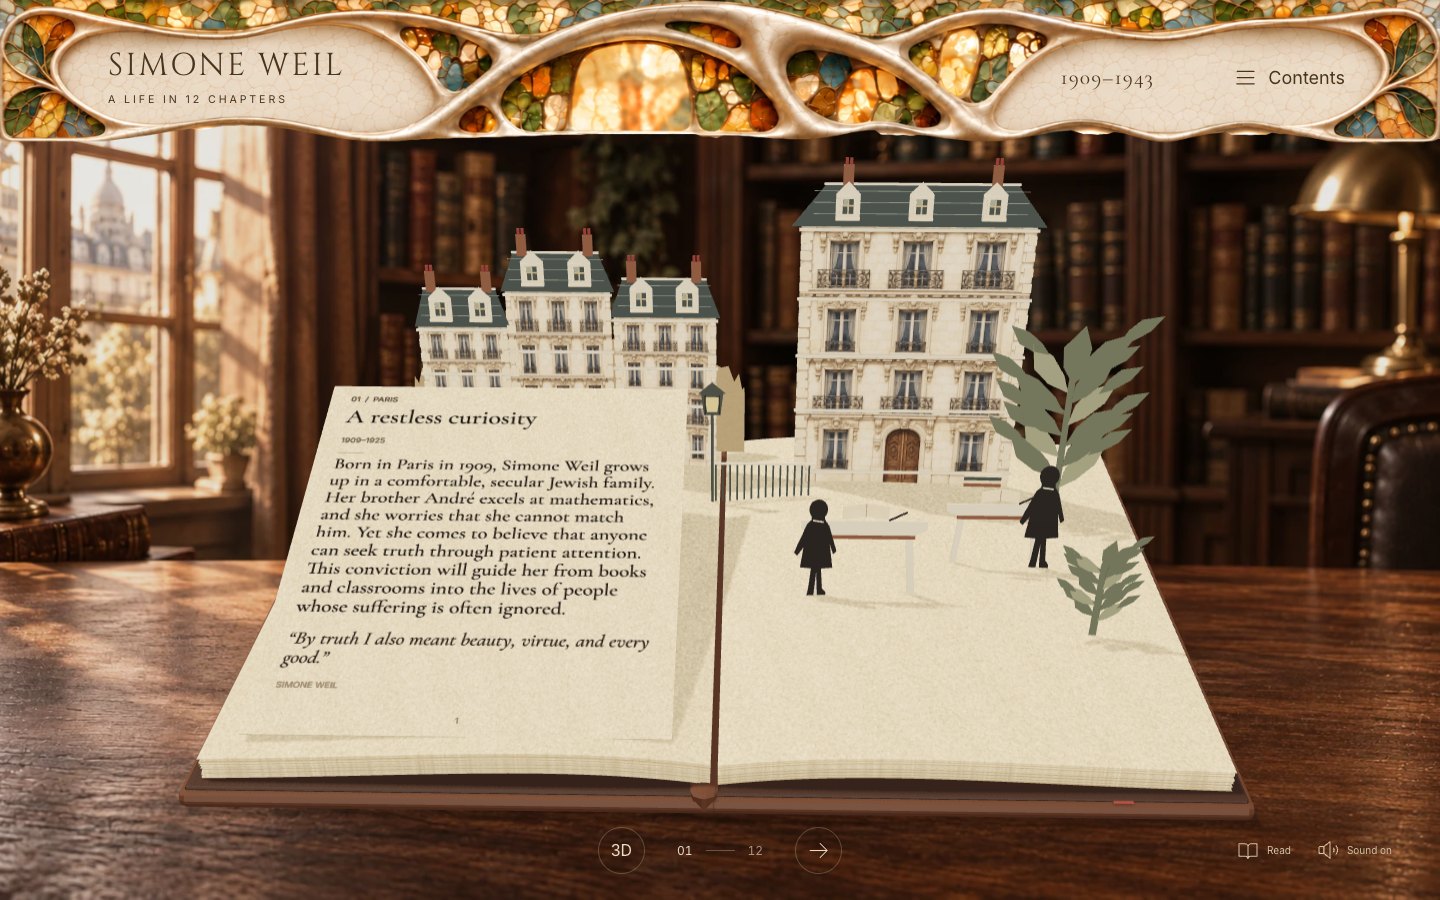 SIMONE WEIL
A LIFE IN 12 CHAPTERS
1909–1943
Contents
01 / PARIS
A restless curiosity
1909–1925
Born in Paris in 1909, Simone Weil grows
up in a comfortable, secular Jewish family.
Her brother André excels at mathematics,
and she worries that she cannot match
him. Yet she comes to believe that anyone
can seek truth through patient attention.
This conviction will guide her from books
and classrooms into the lives of people
whose suffering is often ignored.
“By truth I also meant beauty, virtue, and every
good.”
SIMONE WEIL
1
3D
01
12
Read
Sound on